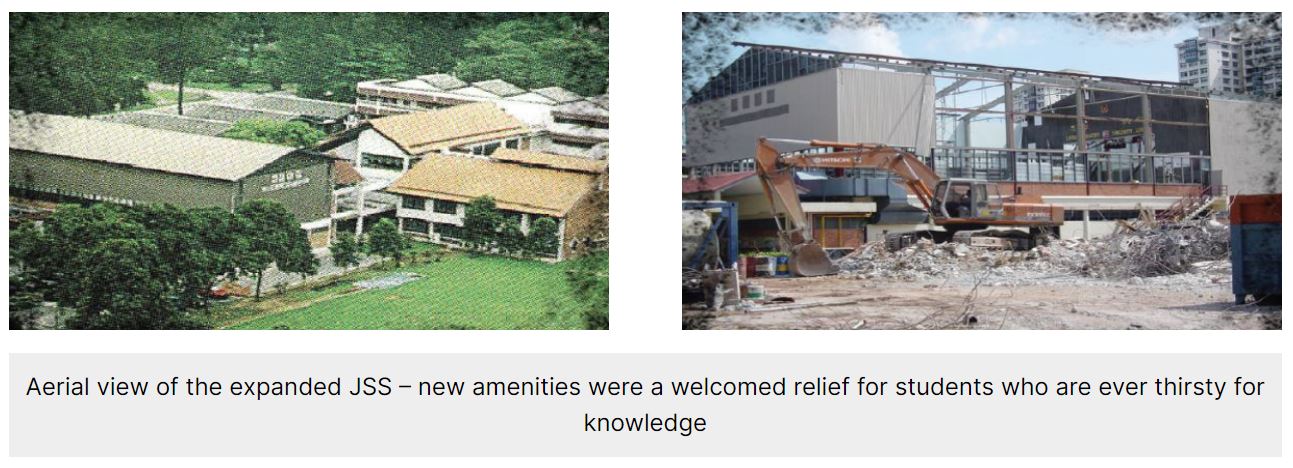 HITACHI
Aerial view of the expanded JSS – new amenities were a welcomed relief for students who are ever thirsty for
knowledge